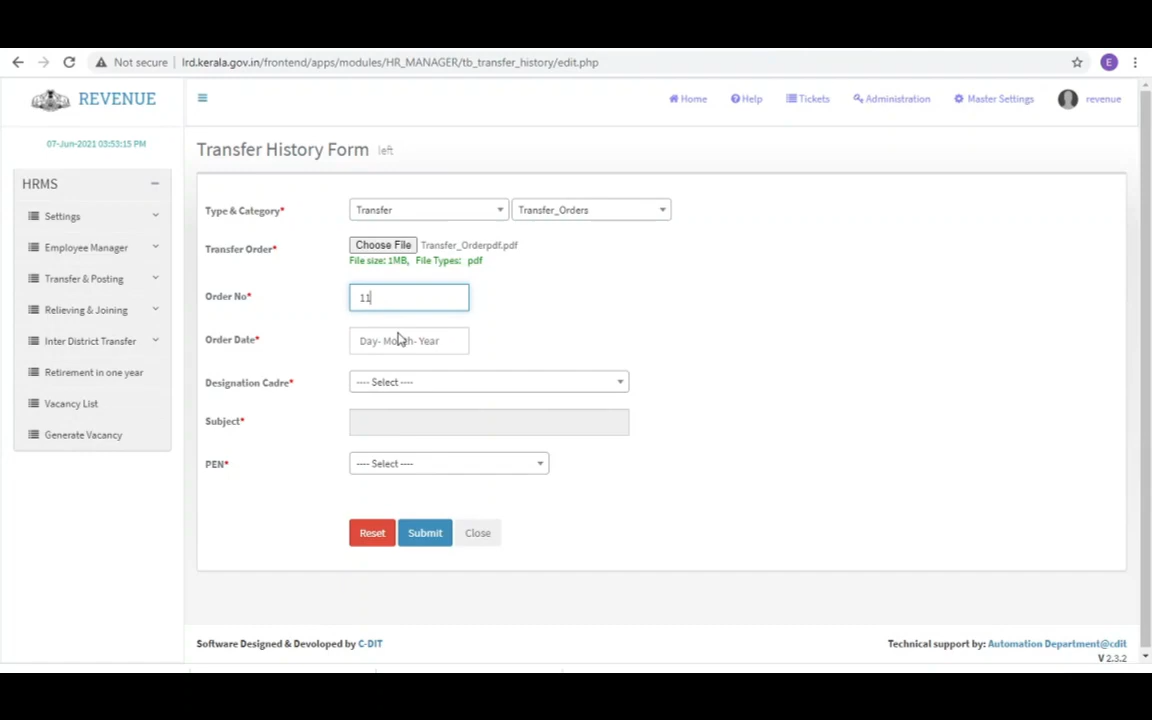 Not secure lrd.kerala.gov.in/frontend/apps/modules/HR_MANAGER/tb_transfer_history/edit.php E
REVENUE Home Help Tickets Administration Master Settings revenue
07-Jun-2021 03:53:15 PM
HRMS
Settings
Employee Manager
Transfer & Posting
Relieving & Joining
Inter District Transfer
Retirement in one year
Vacancy List
Generate Vacancy
Transfer History Form left
Type & Category* Transfer Transfer_Orders
Transfer Order* Choose File Transfer_Orderpdf.pdf
File size: 1MB, File Types: pdf
Order No* 11
Order Date* Day- Month- Year
Designation Cadre* ---- Select ----
Subject*
PEN* ---- Select ----
Reset Submit Close
Software Designed & Devoloped by C-DIT Technical support by: Automation Department@cdit
V 2.3.2